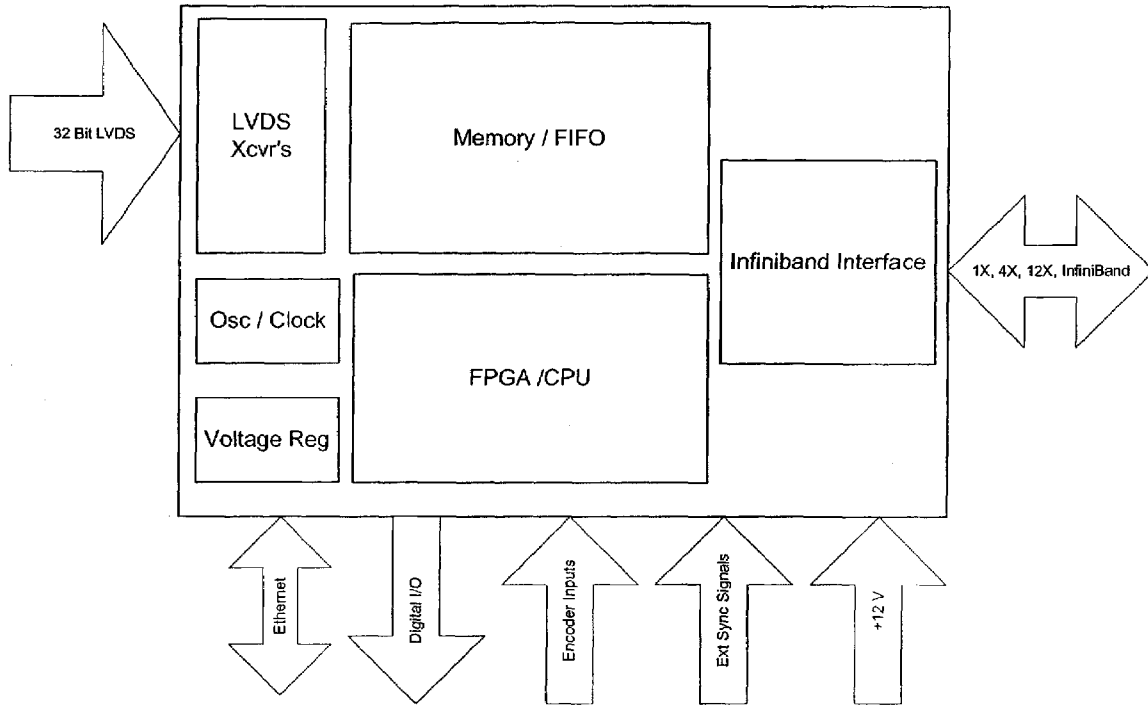 32 Bit LVDS
LVDS
Xcvr's
Memory / FIFO
Infiniband Interface
1X, 4X, 12X, InfiniBand
Osc / Clock
FPGA /CPU
Voltage Reg
Ethernet
Digital I/O
Encoder Inputs
Ext Sync Signals
+12 V